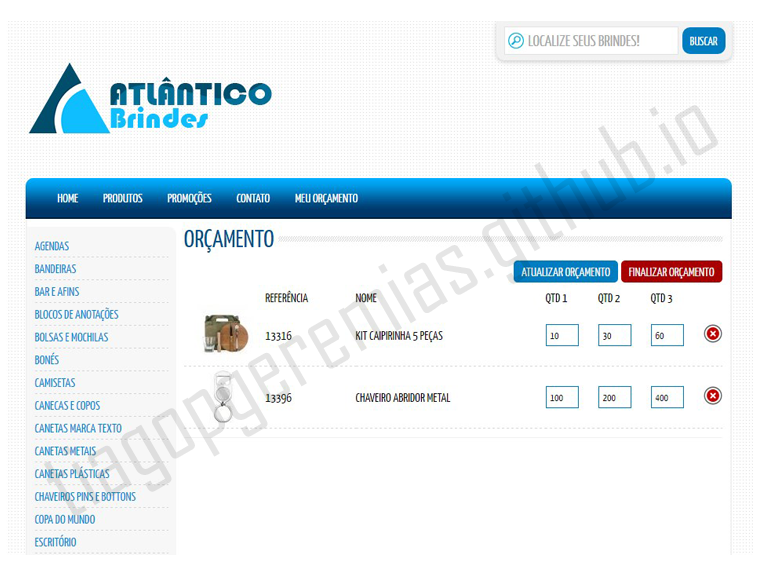 LOCALIZE SEUS BRINDES!
BUSCAR
ATLÂNTICO
Brindes
HOME PRODUTOS PROMOÇÕES CONTATO MEU ORÇAMENTO
AGENDAS
BANDEIRAS
BAR E AFINS
BLOCOS DE ANOTAÇÕES
BOLSAS E MOCHILAS
BONÉS
CAMISETAS
CANECAS E COPOS
CANETAS MARCA TEXTO
CANETAS METAIS
CANETAS PLÁSTICAS
CHAVEIROS PINS E BOTTONS
COPA DO MUNDO
ESCRITÓRIO
ORÇAMENTO
ATUALIZAR ORÇAMENTO FINALIZAR ORÇAMENTO
REFERÊNCIA NOME QTD 1 QTD 2 QTD 3
13316 KIT CAIPIRINHA 5 PEÇAS 10 30 60
13396 CHAVEIRO ABRIDOR METAL 100 200 400
tiagopgeremias.github.io